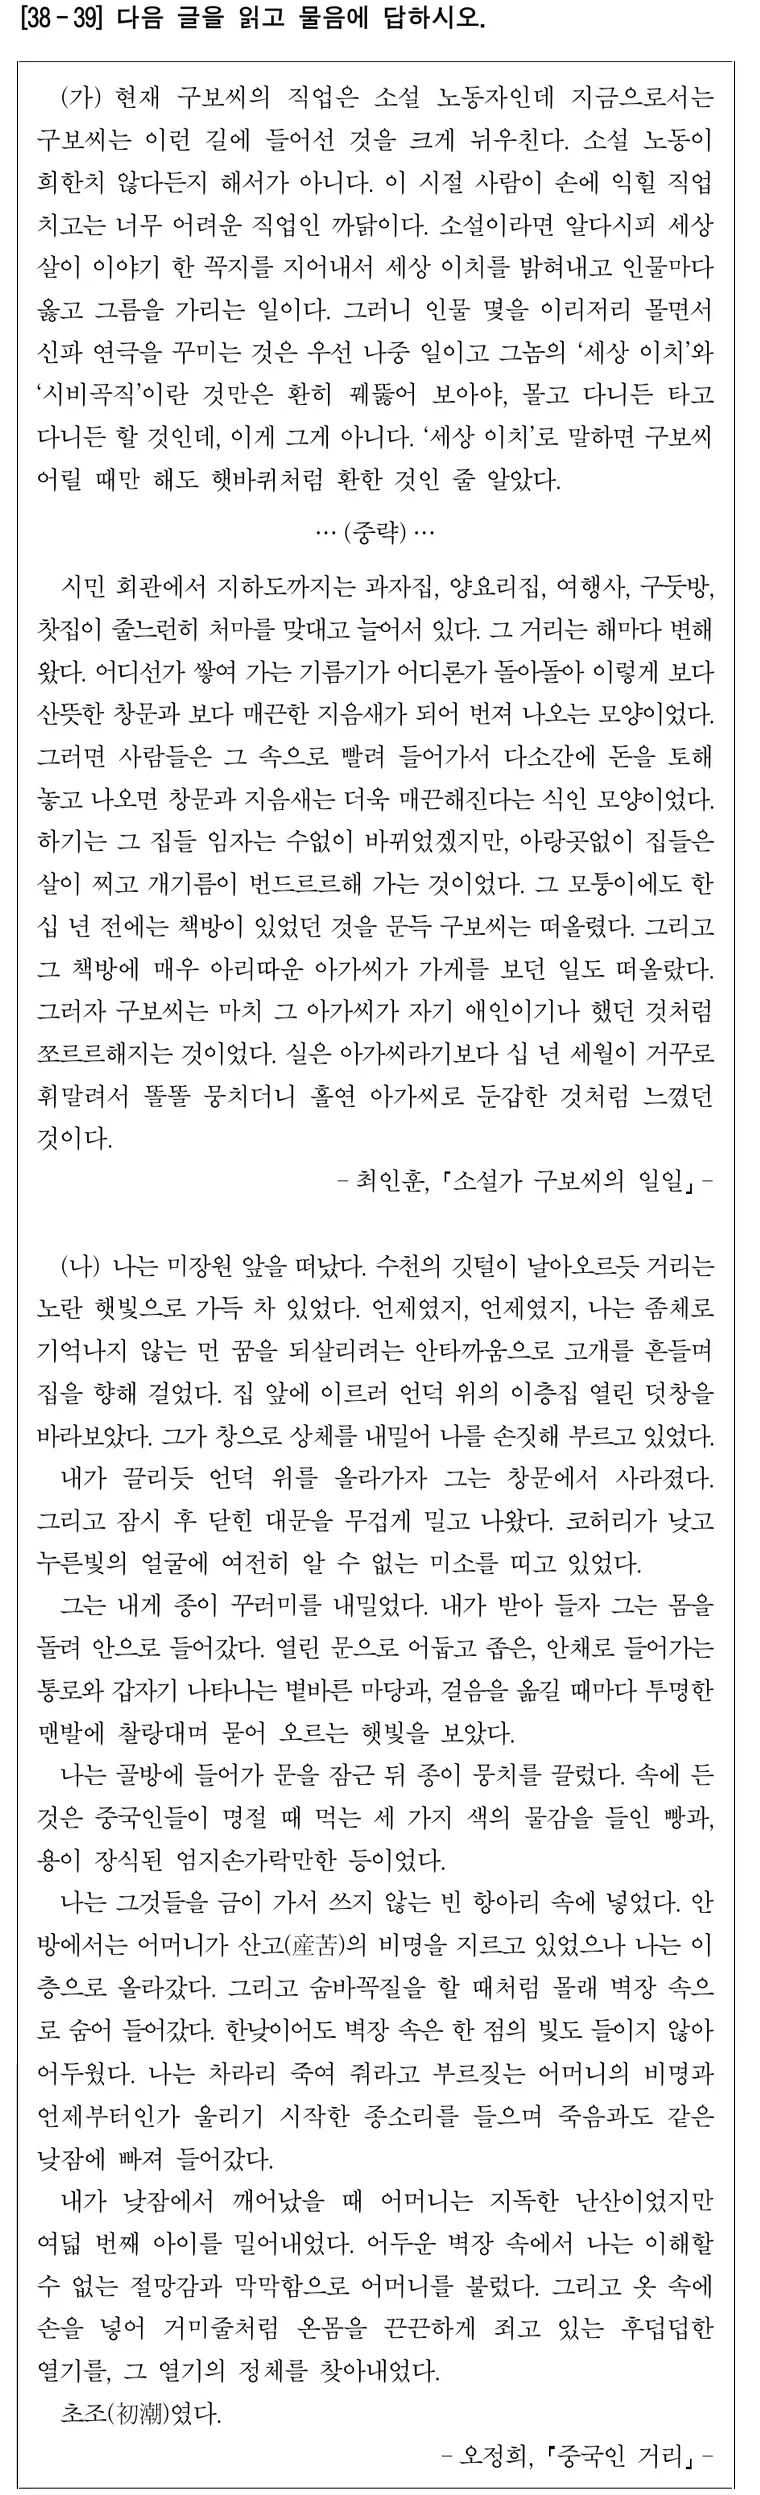 [38－39] 다음 글을 읽고 물음에 답하시오.
(가) 현재 구보씨의 직업은 소설 노동자인데 지금으로서는
구보씨는 이런 길에 들어선 것을 크게 뉘우친다. 소설 노동이
희한치 않다든지 해서가 아니다. 이 시절 사람이 손에 익힐 직업
치고는 너무 어려운 직업인 까닭이다. 소설이라면 알다시피 세상
살이 이야기 한 꼭지를 지어내서 세상 이치를 밝혀내고 인물마다
옳고 그름을 가리는 일이다. 그러니 인물 몇을 이리저리 몰면서
신파 연극을 꾸미는 것은 우선 나중 일이고 그놈의 ‘세상 이치’와
‘시비곡직’이란 것만은 환히 꿰뚫어 보아야, 몰고 다니든 타고
다니든 할 것인데, 이게 그게 아니다. ‘세상 이치’로 말하면 구보씨
어릴 때만 해도 햇바퀴처럼 환한 것인 줄 알았다.
…(중략)…
시민 회관에서 지하도까지는 과자집, 양요리집, 여행사, 구둣방,
찻집이 줄느런히 처마를 맞대고 늘어서 있다. 그 거리는 해마다 변해
왔다. 어디선가 쌓여 가는 기름기가 어디론가 돌아돌아 이렇게 보다
산뜻한 창문과 보다 매끈한 지음새가 되어 번져 나오는 모양이었다.
그러면 사람들은 그 속으로 빨려 들어가서 다소간에 돈을 토해
놓고 나오면 창문과 지음새는 더욱 매끈해진다는 식인 모양이었다.
하기는 그 집들 임자는 수없이 바뀌었겠지만, 아랑곳없이 집들은
살이 찌고 개기름이 번드르르해 가는 것이었다. 그 모퉁이에도 한
십 년 전에는 책방이 있었던 것을 문득 구보씨는 떠올렸다. 그리고
그 책방에 매우 아리따운 아가씨가 가게를 보던 일도 떠올랐다.
그러자 구보씨는 마치 그 아가씨가 자기 애인이기나 했던 것처럼
쪼르르해지는 것이었다. 실은 아가씨라기보다 십 년 세월이 거꾸로
휘말려서 똘똘 뭉치더니 홀연 아가씨로 둔갑한 것처럼 느꼈던
것이다.
- 최인훈, 「소설가 구보씨의 일일」-
(나) 나는 미장원 앞을 떠났다. 수천의 깃털이 날아오르듯 거리는
노란 햇빛으로 가득 차 있었다. 언제였지, 언제였지, 나는 좀체로
기억나지 않는 먼 꿈을 되살리려는 안타까움으로 고개를 흔들며
집을 향해 걸었다. 집 앞에 이르러 언덕 위의 이층집 열린 덧창을
바라보았다. 그가 창으로 상체를 내밀어 나를 손짓해 부르고 있었다.
내가 끌리듯 언덕 위를 올라가자 그는 창문에서 사라졌다.
그리고 잠시 후 닫힌 대문을 무겁게 밀고 나왔다. 코허리가 낮고
누른빛의 얼굴에 여전히 알 수 없는 미소를 띠고 있었다.
그는 내게 종이 꾸러미를 내밀었다. 내가 받아 들자 그는 몸을
돌려 안으로 들어갔다. 열린 문으로 어둡고 좁은, 안채로 들어가는
통로와 갑자기 나타나는 볕바른 마당과, 걸음을 옮길 때마다 투명한
맨발에 찰랑대며 묻어 오르는 햇빛을 보았다.
나는 골방에 들어가 문을 잠근 뒤 종이 뭉치를 끌렀다. 속에 든
것은 중국인들이 명절 때 먹는 세 가지 색의 물감을 들인 빵과,
용이 장식된 엄지손가락만한 등이었다.
나는 그것들을 금이 가서 쓰지 않는 빈 항아리 속에 넣었다. 안
방에서는 어머니가 산고(産苦)의 비명을 지르고 있었으나 나는 이
층으로 올라갔다. 그리고 숨바꼭질을 할 때처럼 몰래 벽장 속으
로 숨어 들어갔다. 한낮이어도 벽장 속은 한 점의 빛도 들이지 않아
어두웠다. 나는 차라리 죽여 줘라고 부르짖는 어머니의 비명과
언제부터인가 울리기 시작한 종소리를 들으며 죽음과도 같은
낮잠에 빠져 들어갔다.
내가 낮잠에서 깨어났을 때 어머니는 지독한 난산이었지만
여덟 번째 아이를 밀어내었다. 어두운 벽장 속에서 나는 이해할
수 없는 절망감과 막막함으로 어머니를 불렀다. 그리고 옷 속에
손을 넣어 거미줄처럼 온몸을 끈끈하게 죄고 있는 후덥덥한
열기를, 그 열기의 정체를 찾아내었다.
초조(初潮)였다.
- 오정희, 「중국인 거리」-